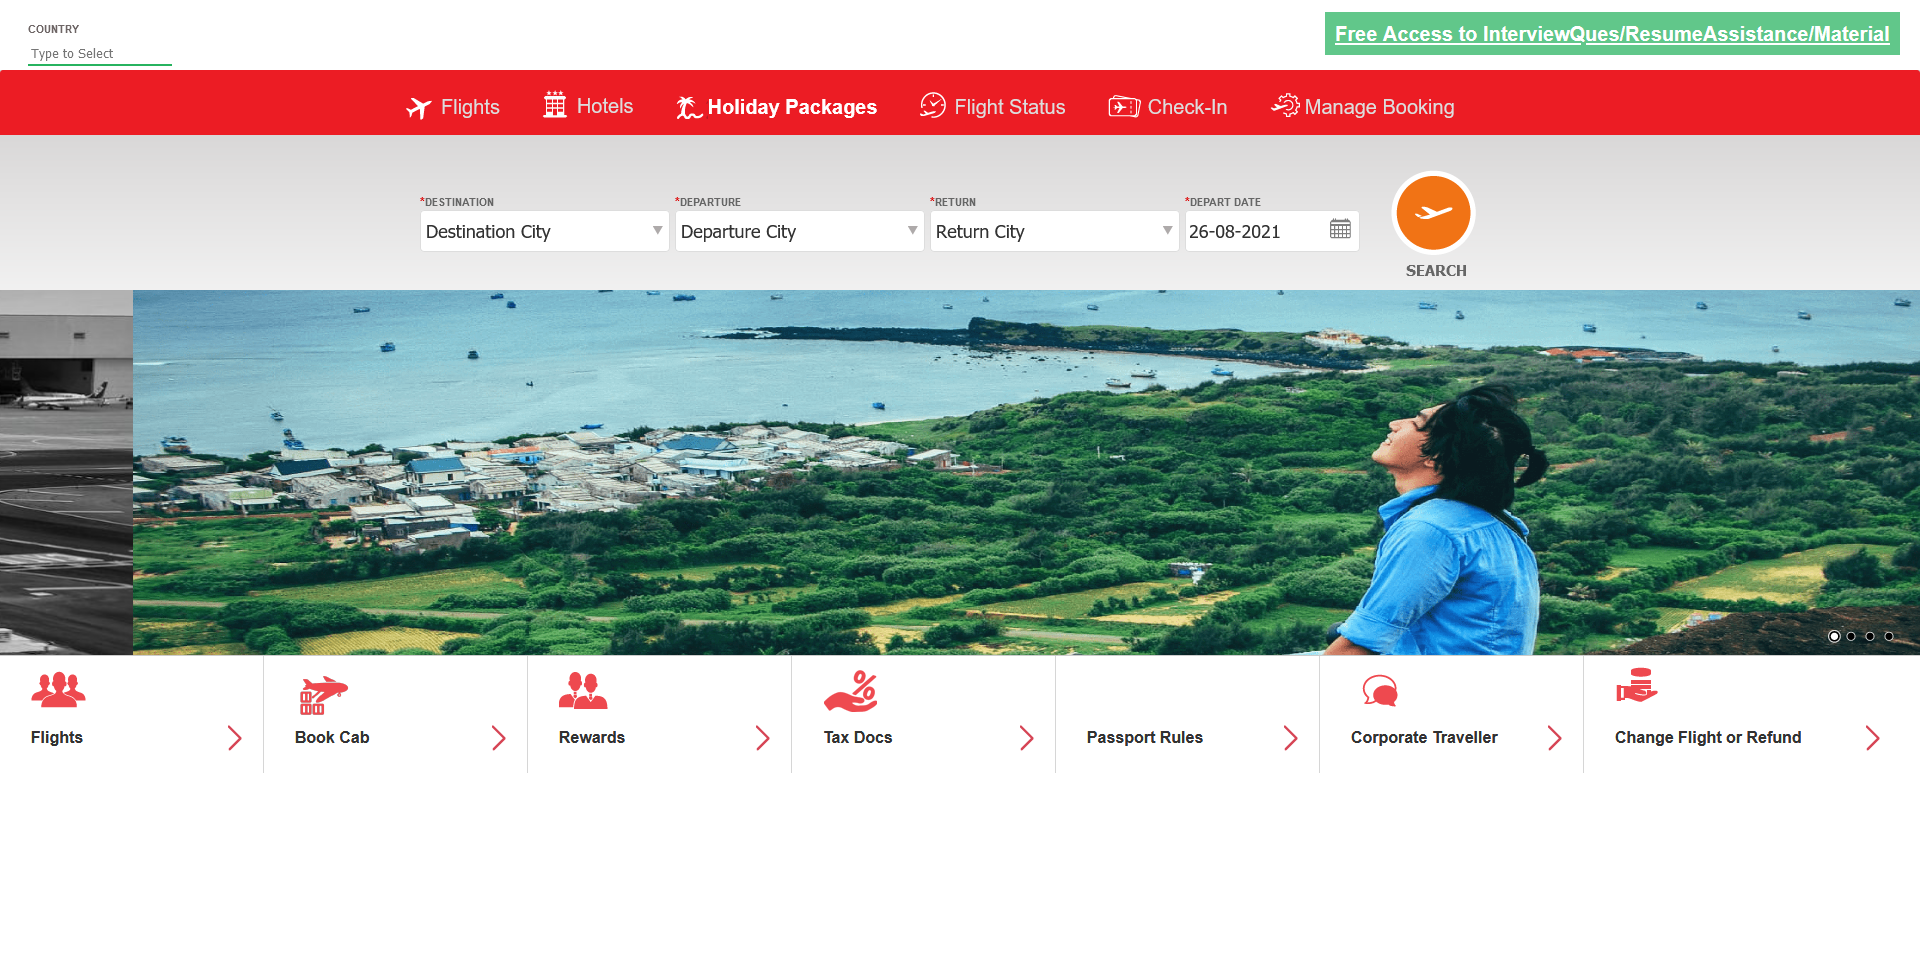 COUNTRY
Type to Select
Free Access to InterviewQues/ResumeAssistance/Material
Flights
Hotels
Holiday Packages
Flight Status
Check-In
Manage Booking
*DESTINATION
*DEPARTURE
*RETURN
*DEPART DATE
Destination City
Departure City
Return City
26-08-2021
SEARCH
Flights
Book Cab
Rewards
Tax Docs
Passport Rules
Corporate Traveller
Change Flight or Refund